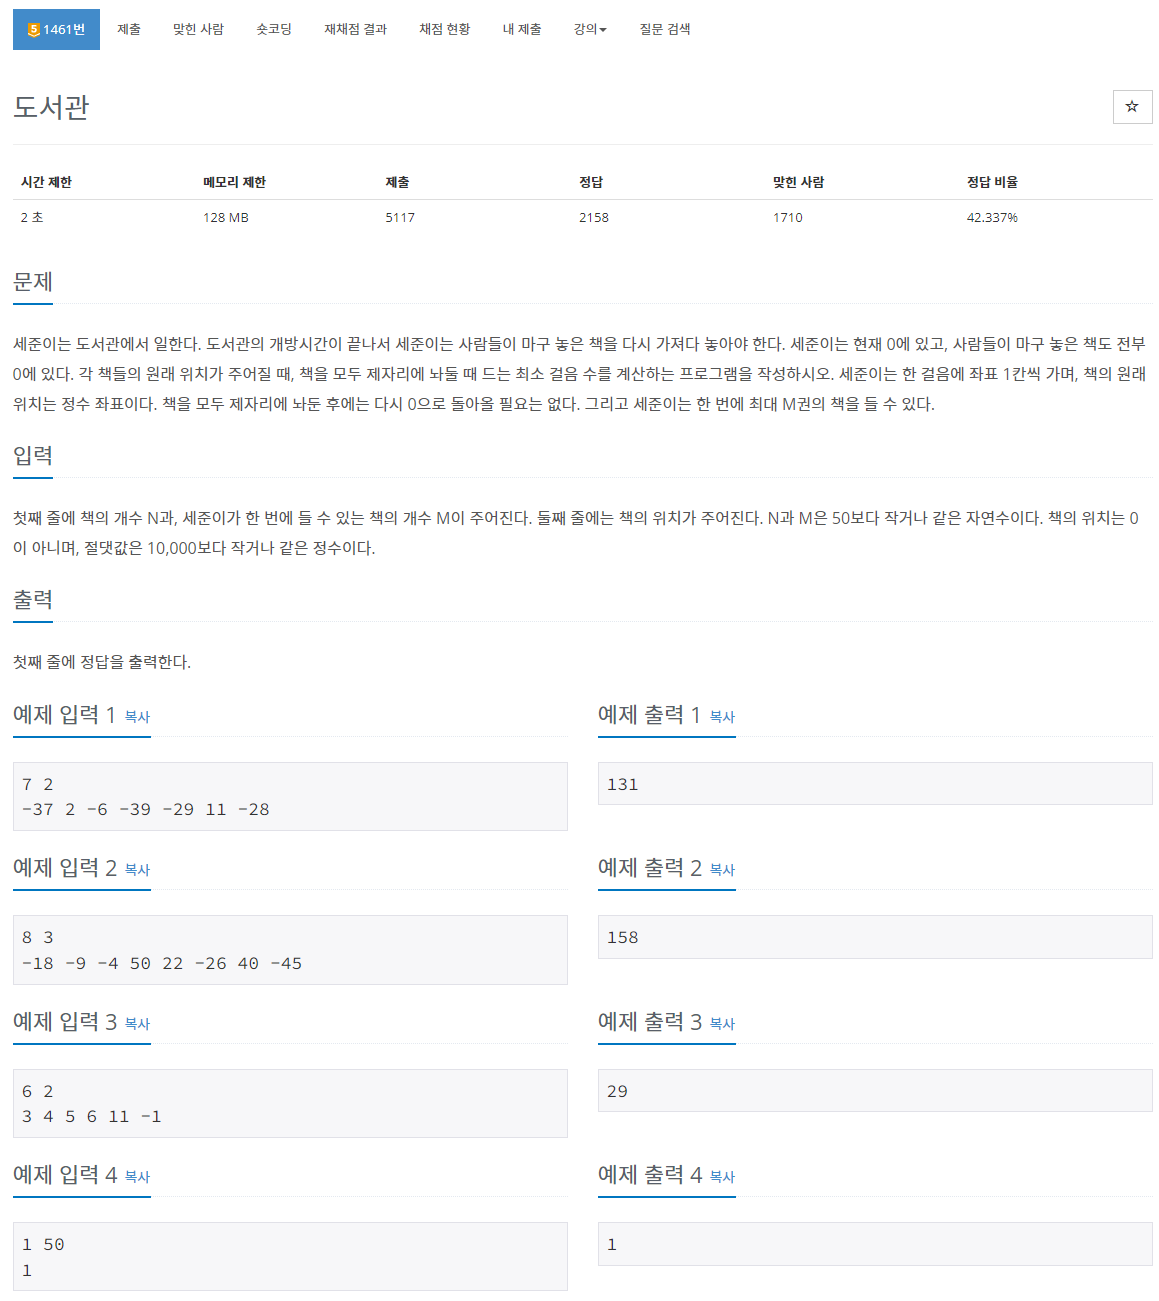 5 1461번 제출 맞힌 사람 숏코딩 재채점 결과 채점 현황 내 제출 강의 질문 검색
도서관
시간 제한 메모리 제한 제출 정답 맞힌 사람 정답 비율
2 초 128 MB 5117 2158 1710 42.337%
문제
세준이는 도서관에서 일한다. 도서관의 개방시간이 끝나서 세준이는 사람들이 마구 놓은 책을 다시 가져다 놓아야 한다. 세준이는 현재 0에 있고, 사람들이 마구 놓은 책도 전부
0에 있다. 각 책들의 원래 위치가 주어질 때, 책을 모두 제자리에 놔둘 때 드는 최소 걸음 수를 계산하는 프로그램을 작성하시오. 세준이는 한 걸음에 좌표 1칸씩 가며, 책의 원래
위치는 정수 좌표이다. 책을 모두 제자리에 놔둔 후에는 다시 0으로 돌아올 필요는 없다. 그리고 세준이는 한 번에 최대 M권의 책을 들 수 있다.
입력
첫째 줄에 책의 개수 N과, 세준이가 한 번에 들 수 있는 책의 개수 M이 주어진다. 둘째 줄에는 책의 위치가 주어진다. N과 M은 50보다 작거나 같은 자연수이다. 책의 위치는 0
이 아니며, 절댓값은 10,000보다 작거나 같은 정수이다.
출력
첫째 줄에 정답을 출력한다.
예제 입력 1 복사
7 2
-37 2 -6 -39 -29 11 -28
예제 출력 1 복사
131
예제 입력 2 복사
8 3
-18 -9 -4 50 22 -26 40 -45
예제 출력 2 복사
158
예제 입력 3 복사
6 2
3 4 5 6 11 -1
예제 출력 3 복사
29
예제 입력 4 복사
1 50
1
예제 출력 4 복사
1